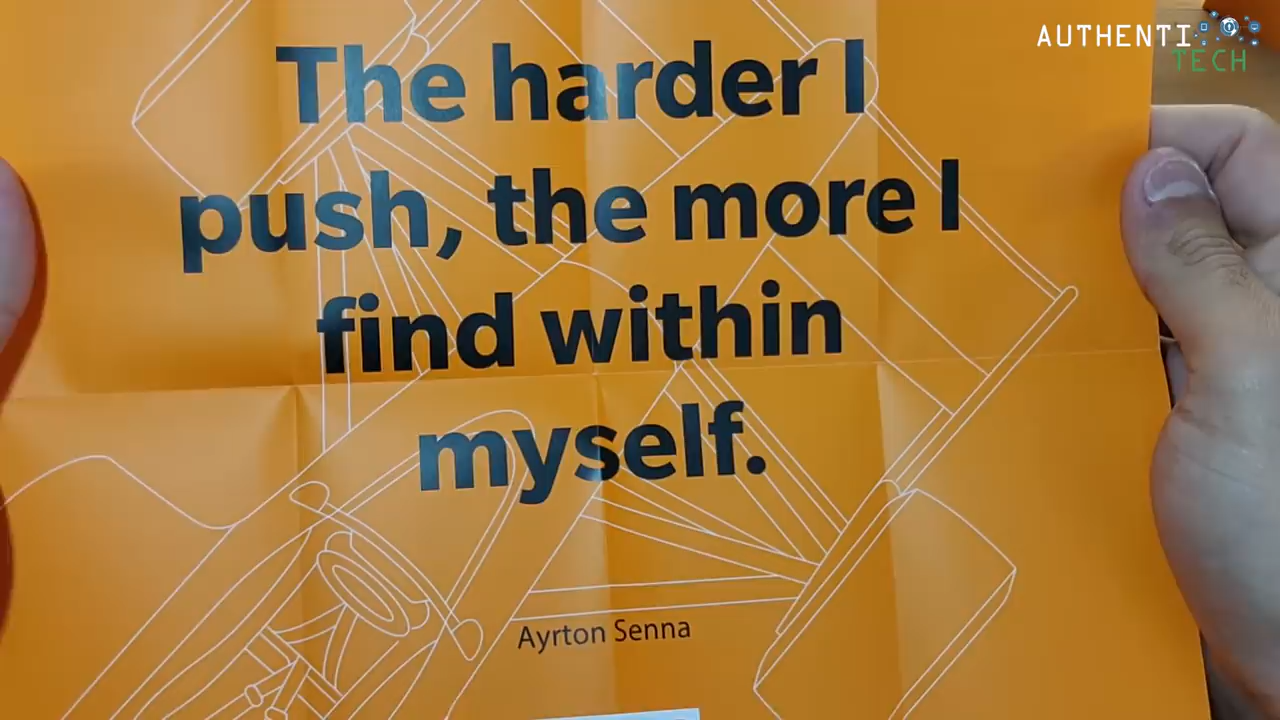 AUTHENTI
TECH
The harder I
push, the more I
find within
myself.
Ayrton Senna